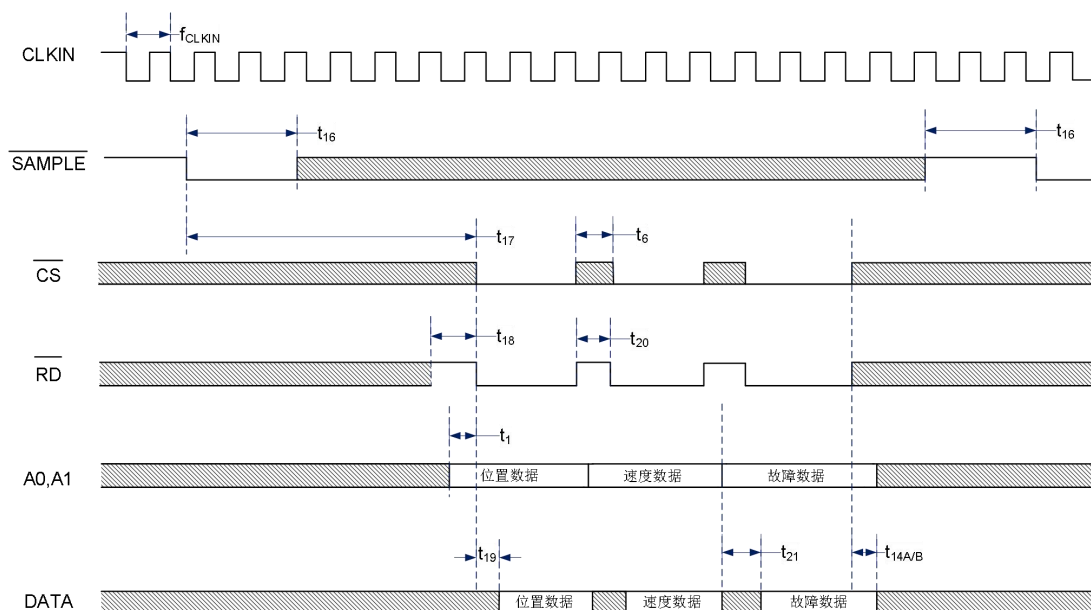 f_CLKIN
CLKIN
t16
t16
SAMPLE
t17
t6
CS
t18
t20
RD
t1
A0,A1
位置数据
速度数据
故障数据
t19
t21
t14A/B
DATA
位置数据
速度数据
故障数据